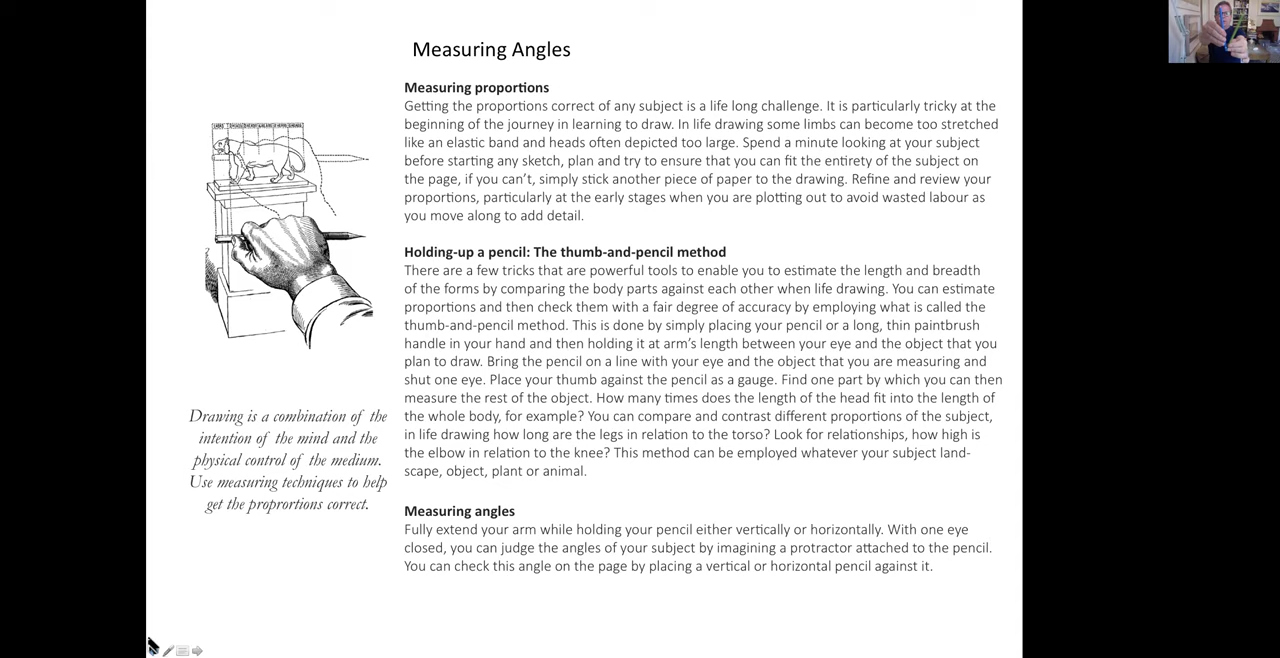 Measuring Angles
Measuring proportions
Getting the proportions correct of any subject is a life long challenge. It is particularly tricky at the
beginning of the journey in learning to draw. In life drawing some limbs can become too stretched
like an elastic band and heads often depicted too large. Spend a minute looking at your subject
before starting any sketch, plan and try to ensure that you can fit the entirety of the subject on
the page, if you can't, simply stick another piece of paper to the drawing. Refine and review your
proportions, particularly at the early stages when you are plotting out to avoid wasted labour as
you move along to add detail.
Holding-up a pencil: The thumb-and-pencil method
There are a few tricks that are powerful tools to enable you to estimate the length and breadth
of the forms by comparing the body parts against each other when life drawing. You can estimate
proportions and then check them with a fair degree of accuracy by employing what is called the
thumb-and-pencil method. This is done by simply placing your pencil or a long, thin paintbrush
handle in your hand and then holding it at arm's length between your eye and the object that you
plan to draw. Bring the pencil on a line with your eye and the object that you are measuring and
shut one eye. Place your thumb against the pencil as a gauge. Find one part by which you can then
measure the rest of the object. How many times does the length of the head fit into the length of
the whole body, for example? You can compare and contrast different proportions of the subject,
in life drawing how long are the legs in relation to the torso? Look for relationships, how high is
the elbow in relation to the knee? This method can be employed whatever your subject land-
scape, object, plant or animal.
Measuring angles
Fully extend your arm while holding your pencil either vertically or horizontally. With one eye
closed, you can judge the angles of your subject by imagining a protractor attached to the pencil.
You can check this angle on the page by placing a vertical or horizontal pencil against it.
Drawing is a combination of the
intention of the mind and the
physical control of the medium.
Use measuring techniques to help
get the proprortions correct.